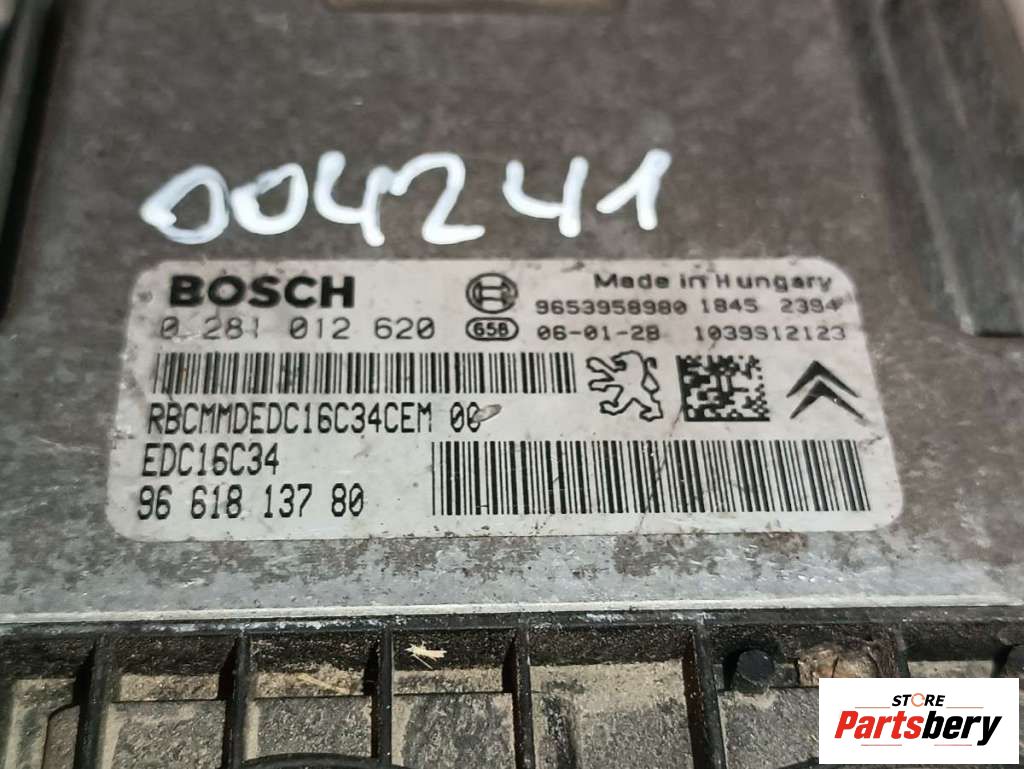 004241
BOSCH
Made in Hungary
9653958980 1845 2394
0 281 012 620 658 06-01-28 1039S12123
RBCMMDEDC16C34CEM 00
EDC16C34
96 618 137 80
STORE
Partsbery